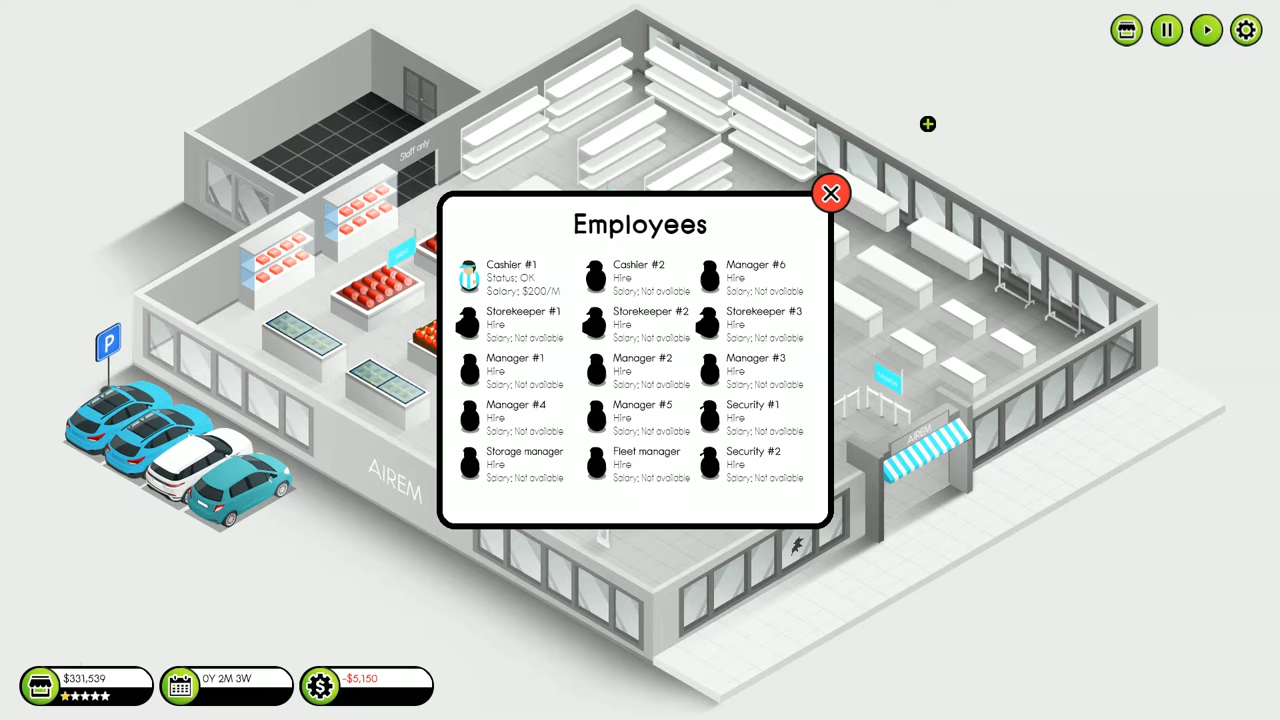 Staff only
P
AIREM
Employees
Cashier #1
Status: OK
Salary: $200/M
Cashier #2
Hire
Salary: Not available
Manager #6
Hire
Salary: Not available
Storekeeper #1
Hire
Salary: Not available
Storekeeper #2
Hire
Salary: Not available
Storekeeper #3
Hire
Salary: Not available
Manager #1
Hire
Salary: Not available
Manager #2
Hire
Salary: Not available
Manager #3
Hire
Salary: Not available
Manager #4
Hire
Salary: Not available
Manager #5
Hire
Salary: Not available
Security #1
Hire
Salary: Not available
Storage manager
Hire
Salary: Not available
Fleet manager
Hire
Salary: Not available
Security #2
Hire
Salary: Not available
AIREM
$331,539
0Y 2M 3W
-$5,150